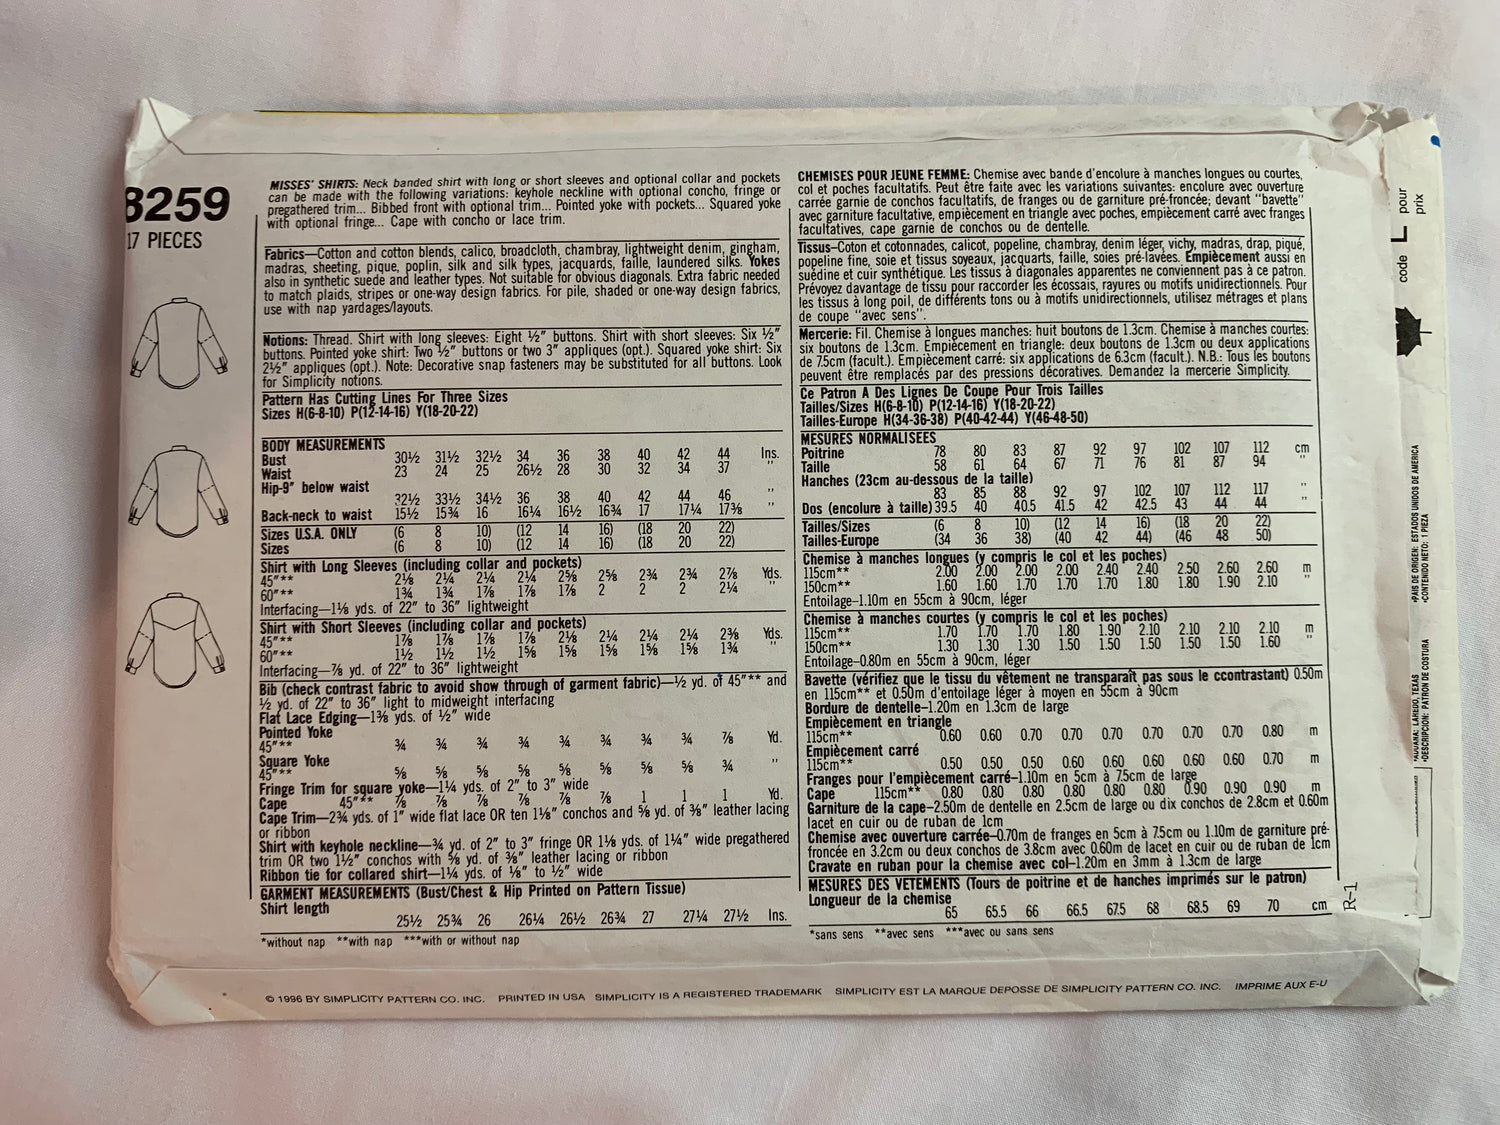 8259
17 PIECES
MISSES' SHIRTS: Neck banded shirt with long or short sleeves and optional collar and pockets
can be made with the following variations: keyhole neckline with optional concho, fringe or
pregathered trim... Bibbed front with optional trim... Pointed yoke with pockets... Squared yoke
with optional fringe... Cape with concho or lace trim.
Fabrics—Cotton and cotton blends, calico, broadcloth, chambray, lightweight denim, gingham,
madras, sheeting, pique, poplin, silk and silk types, jacquards, faille, laundered silks. Yokes
also in synthetic suede and leather types. Not suitable for obvious diagonals. Extra fabric needed
to match plaids, stripes or one-way design fabrics. For pile, shaded or one-way design fabrics,
use with nap yardages/layouts.
Notions: Thread. Shirt with long sleeves: Eight ½" buttons. Shirt with short sleeves: Six ½"
buttons. Pointed yoke shirt: Two ½" buttons or two 3" appliques (opt.). Squared yoke shirt: Six
2½" appliques (opt.). Note: Decorative snap fasteners may be substituted for all buttons. Look
for Simplicity notions.
Pattern Has Cutting Lines For Three Sizes
Sizes H(6-8-10) P(12-14-16) Y(18-20-22)
BODY MEASUREMENTS
Bust 30½ 31½ 32½ 34 36 38 40 42 44 Ins.
Waist 23 24 25 26½ 28 30 32 34 37 "
Hip-9" below waist
32½ 33½ 34½ 36 38 40 42 44 46 "
Back-neck to waist 15½ 15¾ 16 16¼ 16½ 16¾ 17 17¼ 17⅜ "
Sizes U.S.A. ONLY (6 8 10) (12 14 16) (18 20 22)
Sizes (6 8 10) (12 14 16) (18 20 22)
Shirt with Long Sleeves (including collar and pockets)
45"** 2⅛ 2¼ 2¼ 2¼ 2⅝ 2⅝ 2¾ 2¾ 2⅞ Yds.
60"** 1¾ 1¾ 1⅞ 1⅞ 1⅞ 2 2 2 2¼ "
Interfacing—1⅛ yds. of 22" to 36" lightweight
Shirt with Short Sleeves (including collar and pockets)
45"** 1⅞ 1⅞ 1⅞ 1⅞ 2⅛ 2¼ 2¼ 2¼ 2⅜ Yds.
60"** 1½ 1½ 1½ 1⅝ 1⅝ 1⅝ 1⅝ 1⅝ 1¾ "
Interfacing—⅞ yd. of 22" to 36" lightweight
Bib (check contrast fabric to avoid show through of garment fabric)—½ yd. of 45"** and
½ yd. of 22" to 36" light to midweight interfacing
Flat Lace Edging—1⅜ yds. of ½" wide
Pointed Yoke
45"** ¾ ¾ ¾ ¾ ¾ ¾ ¾ ¾ ⅞ Yd.
Square Yoke
45"** ⅝ ⅝ ⅝ ⅝ ⅝ ⅝ ⅝ ⅝ ¾ "
Fringe Trim for square yoke—1¼ yds. of 2" to 3" wide
Cape 45"** ⅞ ⅞ ⅞ ⅞ ⅞ ⅞ 1 1 1 Yd.
Cape Trim—2¾ yds. of 1" wide flat lace OR ten 1⅛" conchos and ⅝ yd. of ⅜" leather lacing
or ribbon
Shirt with keyhole neckline—¾ yd. of 2" to 3" fringe OR 1⅛ yds. of 1¼" wide pregathered
trim OR two 1½" conchos with ⅝ yd. of ⅜" leather lacing or ribbon
Ribbon tie for collared shirt—1¼ yds. of ⅛" to ½" wide
GARMENT MEASUREMENTS (Bust/Chest & Hip Printed on Pattern Tissue)
Shirt length
25½ 25¾ 26 26¼ 26½ 26¾ 27 27¼ 27½ Ins.
*without nap **with nap ***with or without nap
CHEMISES POUR JEUNE FEMME: Chemise avec bande d'encolure à manches longues ou courtes,
col et poches facultatifs. Peut être faite avec les variations suivantes: encolure avec ouverture
carrée garnie de conchos facultatifs, de franges ou de garniture pré-froncée; devant "bavette"
avec garniture facultative, empiècement en triangle avec poches, empiècement carré avec franges
facultatives, cape garnie de conchos ou de dentelle.
Tissus–Coton et cotonnades, calicot, popeline, chambray, denim léger, vichy, madras, drap, piqué,
popeline fine, soie et tissus soyeaux, jacquarts, faille, soies pré-lavées. Empiècement aussi en
suédine et cuir synthétique. Les tissus à diagonales apparentes ne conviennent pas à ce patron.
Prévoyez davantage de tissu pour raccorder les écossais, rayures ou motifs unidirectionnels. Pour
les tissus à long poil, de différents tons ou à motifs unidirectionnels, utilisez métrages et plans
de coupe "avec sens".
Mercerie: Fil. Chemise à longues manches: huit boutons de 1.3cm. Chemise à manches courtes:
six boutons de 1.3cm. Empiècement en triangle: deux boutons de 1.3cm ou deux applications
de 7.5cm (facult.). Empiècement carré: six applications de 6.3cm (facult.). N.B.: Tous les boutons
peuvent être remplacés par des pressions décoratives. Demandez la mercerie Simplicity.
Ce Patron A Des Lignes De Coupe Pour Trois Tailles
Tailles/Sizes H(6-8-10) P(12-14-16) Y(18-20-22)
Tailles-Europe H(34-36-38) P(40-42-44) Y(46-48-50)
MESURES NORMALISEES
Poitrine 78 80 83 87 92 97 102 107 112 cm
Taille 58 61 64 67 71 76 81 87 94 "
Hanches (23cm au-dessous de la taille)
83 85 88 92 97 102 107 112 117 "
Dos (encolure à taille) 39.5 40 40.5 41.5 42 42.5 43 44 44 "
Tailles/Sizes (6 8 10) (12 14 16) (18 20 22)
Tailles-Europe (34 36 38) (40 42 44) (46 48 50)
Chemise à manches longues (y compris le col et les poches)
115cm** 2.00 2.00 2.00 2.00 2.40 2.40 2.50 2.60 2.60 m
150cm** 1.60 1.60 1.70 1.70 1.70 1.80 1.80 1.90 2.10 "
Entoilage–1.10m en 55cm à 90cm, léger
Chemise à manches courtes (y compris le col et les poches)
115cm** 1.70 1.70 1.70 1.80 1.90 2.10 2.10 2.10 2.10 m
150cm** 1.30 1.30 1.30 1.50 1.50 1.50 1.50 1.50 1.60 "
Entoilage–0.80m en 55cm à 90cm, léger
Bavette (vérifiez que le tissu du vêtement ne transparaît pas sous le ccontrastant) 0.50m
en 115cm** et 0.50m d'entoilage léger à moyen en 55cm à 90cm
Bordure de dentelle–1.20m en 1.3cm de large
Empiècement en triangle
115cm** 0.60 0.60 0.70 0.70 0.70 0.70 0.70 0.70 0.80 m
Empiècement carré
115cm** 0.50 0.50 0.50 0.60 0.60 0.60 0.60 0.60 0.70 m
Franges pour l'empiècement carré–1.10m en 5cm à 7.5cm de large
Cape 115cm** 0.80 0.80 0.80 0.80 0.80 0.80 0.90 0.90 0.90 m
Garniture de la cape–2.50m de dentelle en 2.5cm de large ou dix conchos de 2.8cm et 0.60m
lacet en cuir ou de ruban de 1cm
Chemise avec ouverture carrée–0.70m de franges en 5cm à 7.5cm ou 1.10m de garniture pré-
froncée en 3.2cm ou deux conchos de 3.8cm avec 0.60m de lacet en cuir ou de ruban de 1cm
Cravate en ruban pour la chemise avec col–1.20m en 3mm à 1.3cm de large
MESURES DES VETEMENTS (Tours de poitrine et de hanches imprimés sur le patron)
Longueur de la chemise
65 65.5 66 66.5 67.5 68 68.5 69 70 cm
*sans sens **avec sens ***avec ou sans sens
© 1996 BY SIMPLICITY PATTERN CO. INC. PRINTED IN USA SIMPLICITY IS A REGISTERED TRADEMARK SIMPLICITY EST LA MARQUE DEPOSSE DE SIMPLICITY PATTERN CO. INC. IMPRIME AUX E-U
R-1
code L pour
prix
•PAIS DE ORIGEN: ESTADOS UNIDOS DE AMERICA
•CONTENIDO NETO: 1 PIEZA
LAREDO, TEXAS
•DESCRIPCION: PATRON DE COSTURA